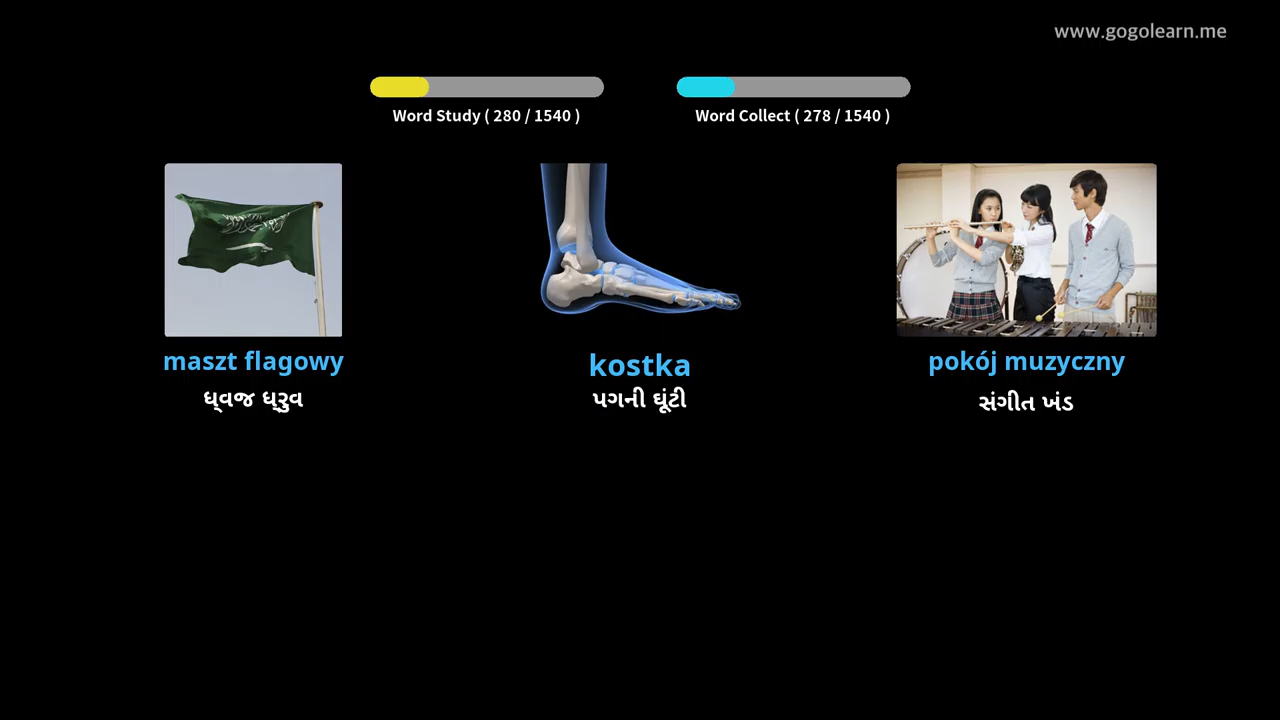 www.gogolearn.me
Word Study ( 280 / 1540 )
Word Collect ( 278 / 1540 )
maszt flagowy
kostka
pokój muzyczny
ધ્વજ ધ્રુવ
પગની ઘૂંટી
સંગીત ખંડ